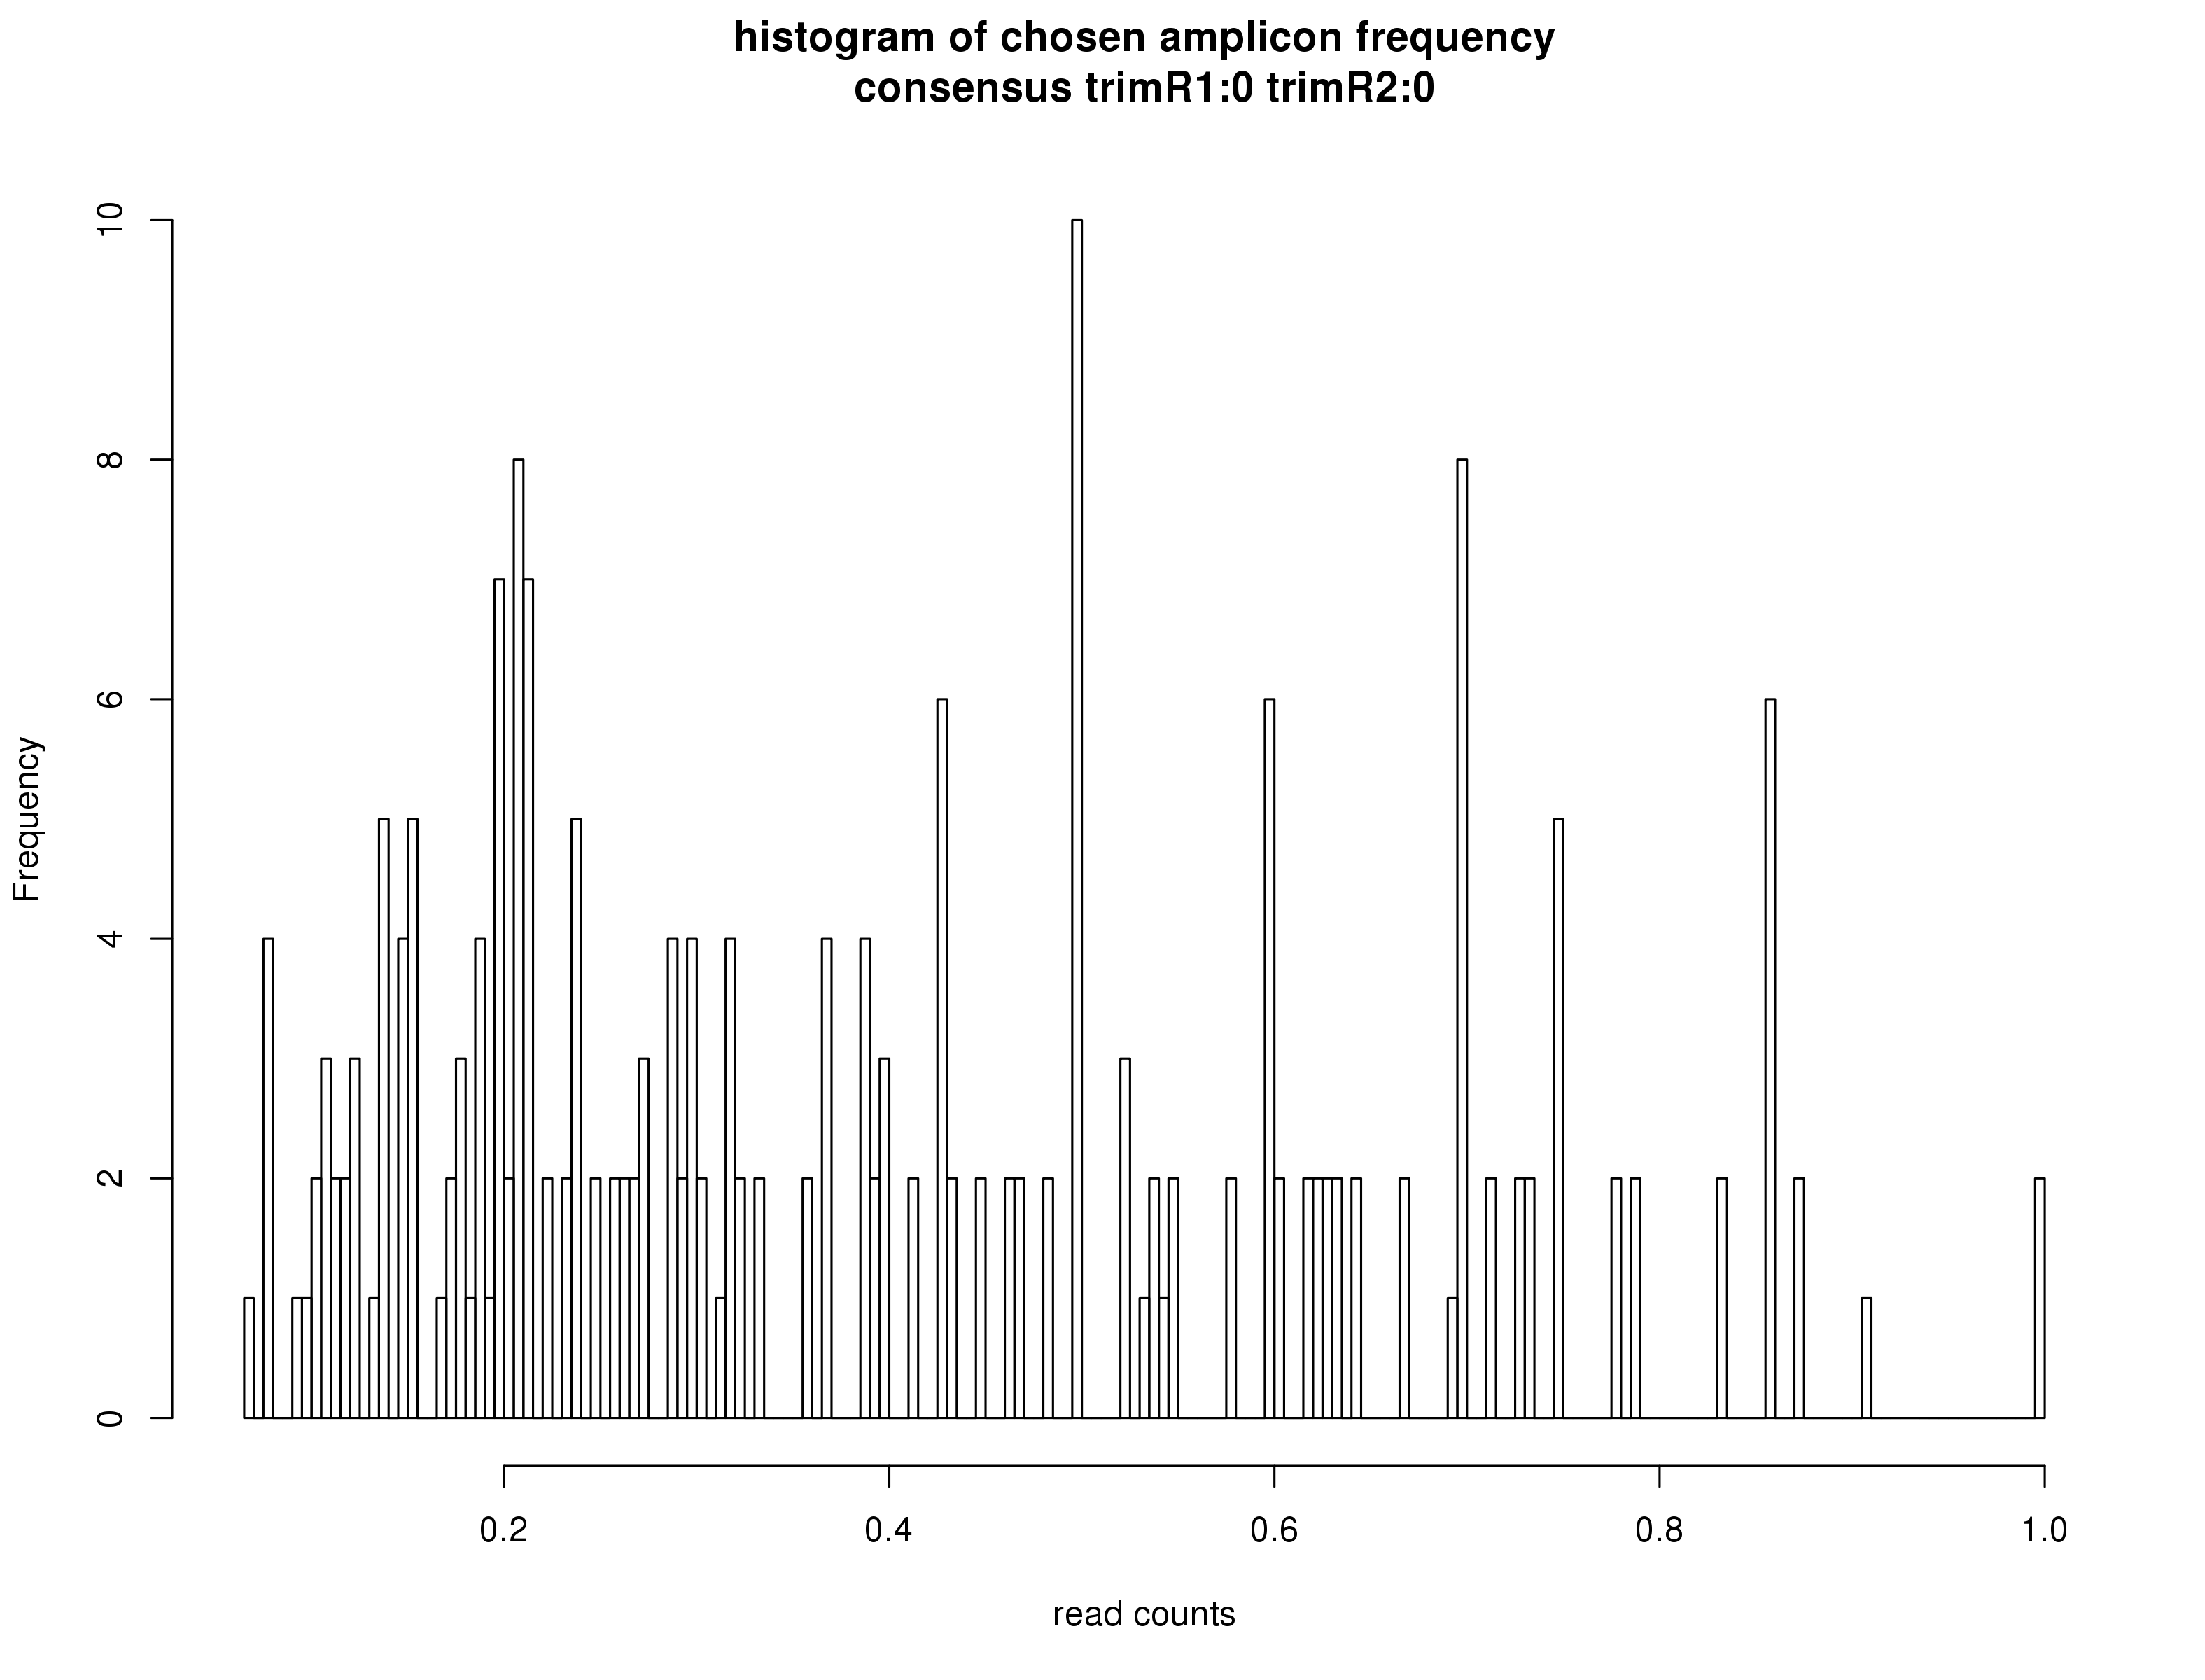 histogram of chosen amplicon frequency
consensus trimR1:0 trimR2:0
Frequency
10
8
6
4
2
0
0.2 0.4 0.6 0.8 1.0
read counts